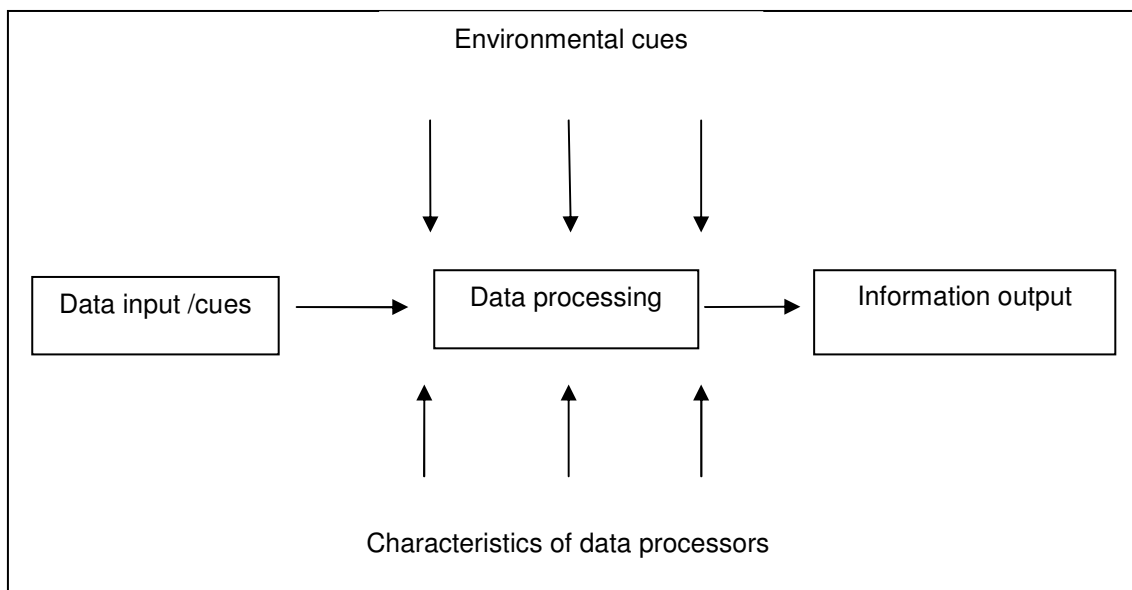 Environmental cues
Data input /cues
Data processing
Information output
Characteristics of data processors